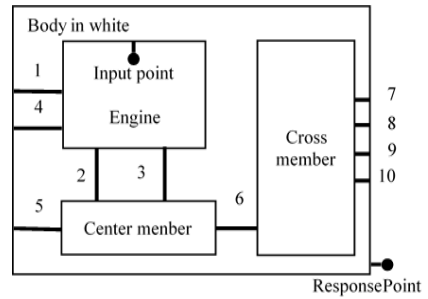 Body in white
1
Input point
4
Engine
7
8
Cross
member
9
2
3
10
5
6
Center menber
ResponsePoint